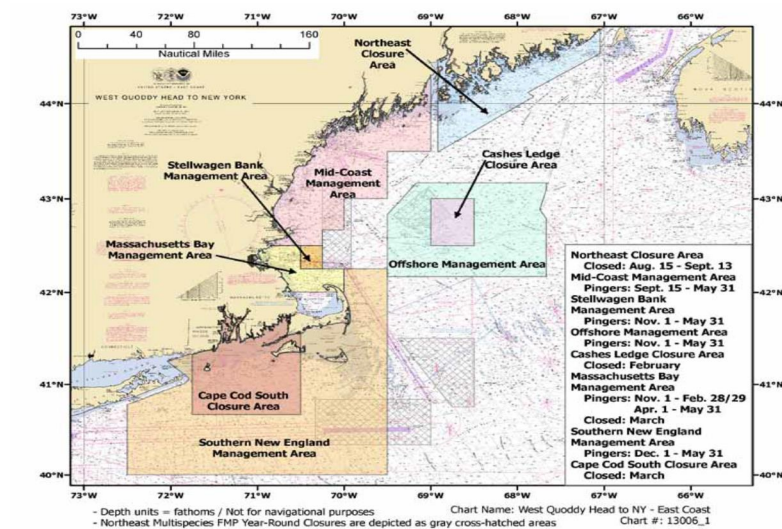 73°W 72°W 71°W 70°W 69°W 68°W 67°W 66°W
0 40 80 160
Nautical Miles
WEST QUODDY HEAD TO NEW YORK
Northeast
Closure
Area
44°N
44°N
Cashes Ledge
Closure Area
Stellwagen Bank
Management Area
Mid-Coast
Management
Area
43°N
43°N
Massachusetts Bay
Management Area
Offshore Management Area
42°N
42°N
41°N
41°N
Cape Cod South
Closure Area
Southern New England
Management Area
40°N
40°N
Northeast Closure Area
Closed: Aug. 15 - Sept. 13
Mid-Coast Management Area
Pingers: Sept. 15 - May 31
Stellwagen Bank
Management Area
Pingers: Nov. 1 - May 31
Offshore Management Area
Pingers: Nov. 1 - May 31
Cashes Ledge Closure Area
Closed: February
Massachusetts Bay
Management Area
Pingers: Nov. 1 - Feb. 28/29
Apr. 1 - May 31
Closed: March
Southern New England
Management Area
Pingers: Dec. 1 - May 31
Cape Cod South Closure Area
Closed: March
73°W 72°W 71°W 70°W 69°W 68°W 67°W 66°W
- Depth units = fathoms / Not for navigational purposes
- Northeast Multispecies FMP Year-Round Closures are depicted as gray cross-hatched areas
Chart Name: West Quoddy Head to NY - East Coast
Chart #: 13006_1